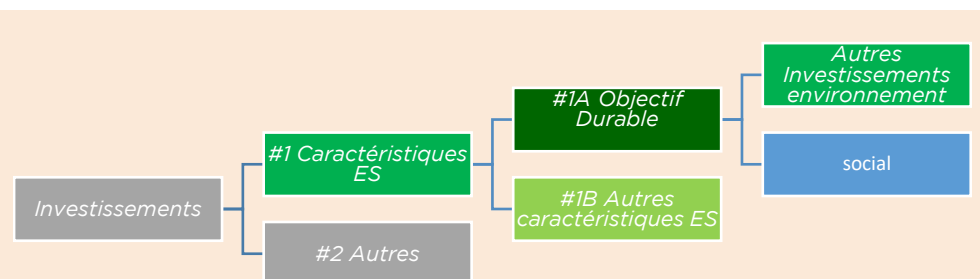 Autres
Investissements
environnement
#1A Objectif
Durable
#1 Caractéristiques
ES
social
Investissements
#1B Autres
caractéristiques ES
#2 Autres